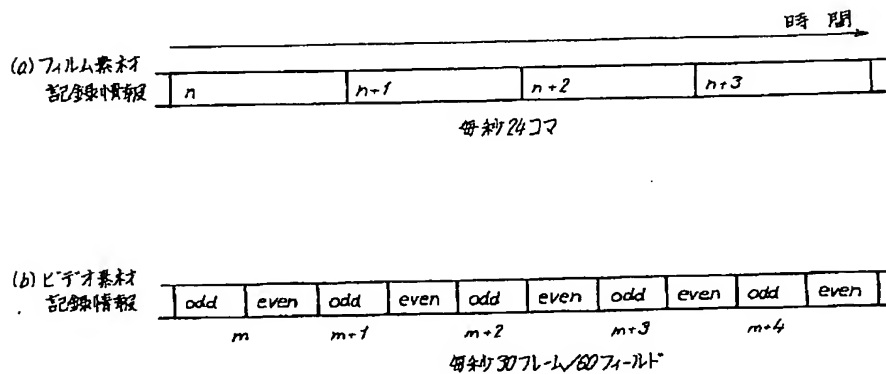 時間
(a) フィルム素材
記録情報
n n+1 n+2 n+3
毎秒24コマ
(b) ビデオ素材
記録情報
odd even odd even odd even odd even odd even
m m+1 m+2 m+3 m+4
毎秒30フレーム/60フィールド